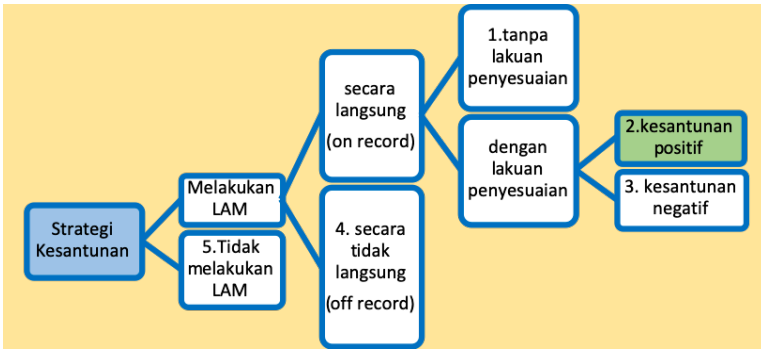 Strategi
Kesantunan
Melakukan
LAM
5.Tidak
melakukan
LAM
secara
langsung
(on record)
4. secara
tidak
langsung
(off record)
1.tanpa
lakuan
penyesuaian
dengan
lakuan
penyesuaian
2.kesantunan
positif
3. kesantunan
negatif